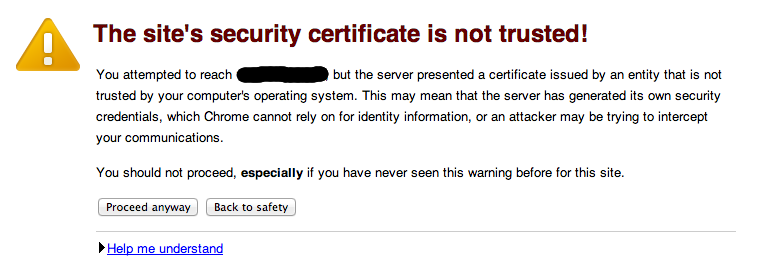 The site's security certificate is not trusted!
You attempted to reach but the server presented a certificate issued by an entity that is not
trusted by your computer's operating system. This may mean that the server has generated its own security
credentials, which Chrome cannot rely on for identity information, or an attacker may be trying to intercept
your communications.
You should not proceed, especially if you have never seen this warning before for this site.
Proceed anyway Back to safety
Help me understand